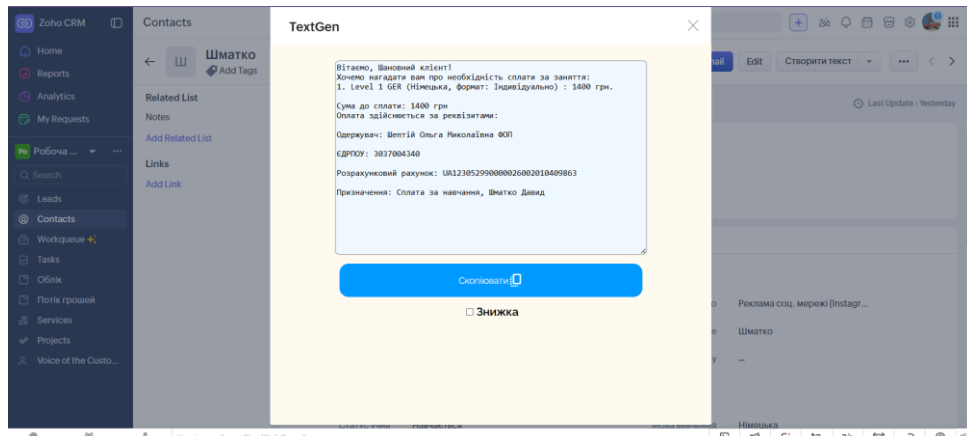 Zoho CRM
Contacts
TextGen
Home
Reports
Analytics
My Requests
Робоча ...
Search
Leads
Contacts
Workqueue
Tasks
Облік
Потік грошей
Services
Projects
Voice of the Custo...
Ш
Шматко
Add Tags
Related List
Notes
Add Related List
Links
Add Link
Вітаємо, Шановний клієнт!
Хочемо нагадати вам про необхідність сплати за заняття:
1. Level 1 GER (Німецька, формат: Індивідуально) : 1400 грн.
Сума до сплати: 1400 грн
Оплата здійснюється за реквізитами:
Одержувач: Шептій Ольга Миколаївна ФОП
ЄДРПОУ: 3037004340
Розрахунковий рахунок: UA123052990000026002010409863
Призначення: Сплата за навчання, Шматко Давид
Скопіювати
Знижка
Edit
Створити текст
Last Update : Yesterday
Реклама соц. мережі (Instagr...
Шматко
Німецька